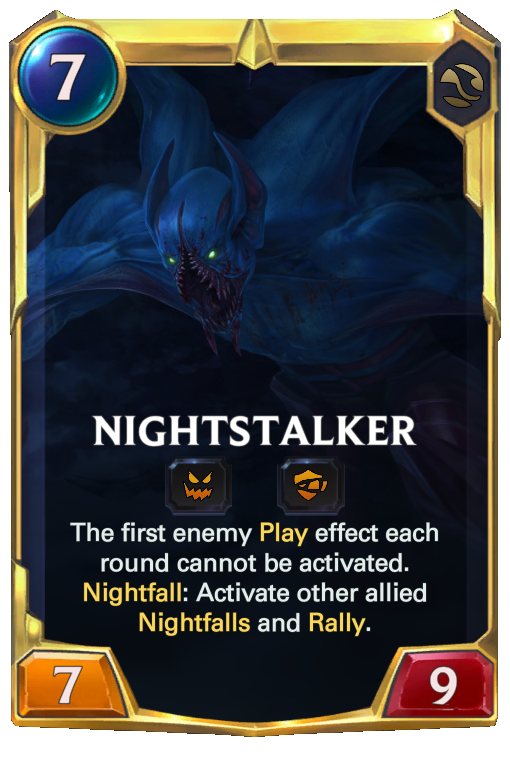 7
NIGHTSTALKER
The first enemy Play effect each
round cannot be activated.
Nightfall: Activate other allied
Nightfalls and Rally.
7
9